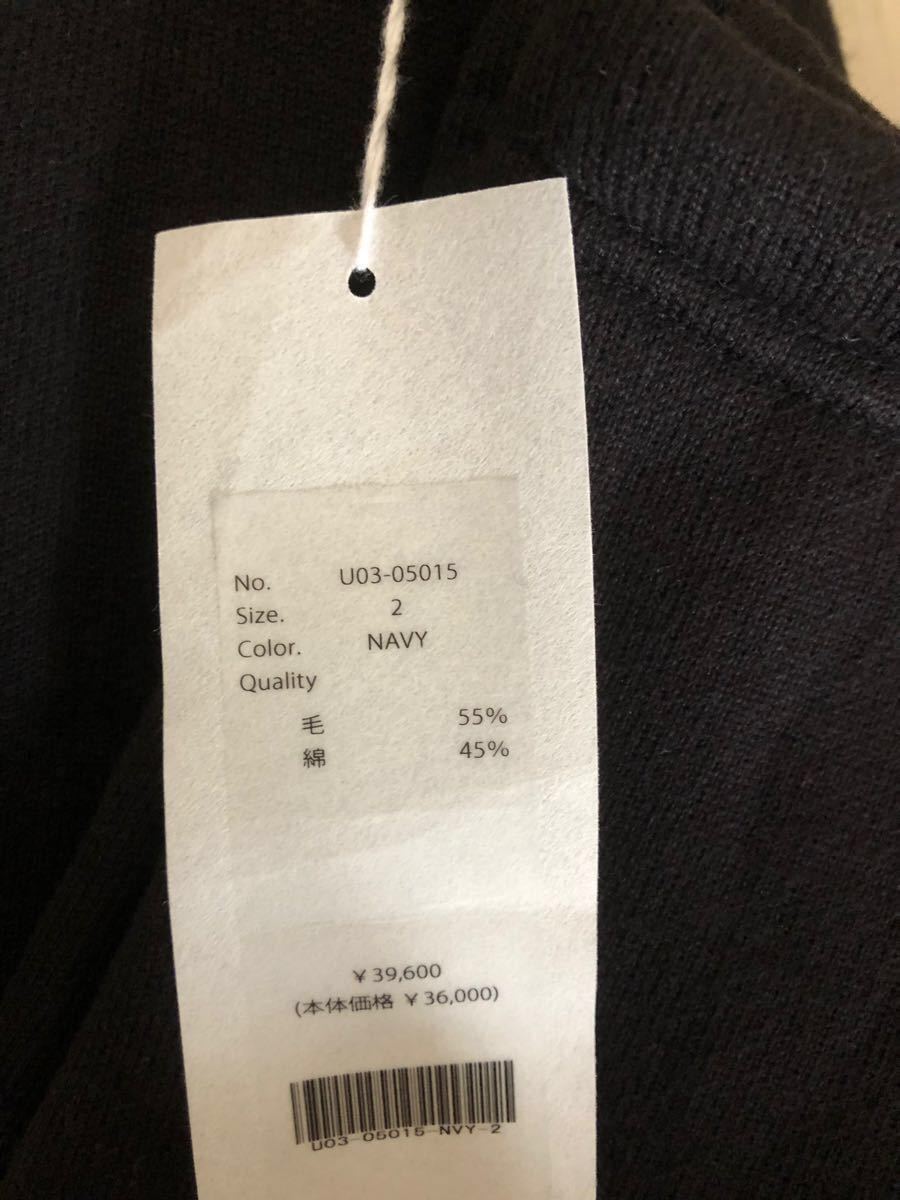 No. U03-05015
Size. 2
Color. NAVY
Quality
毛 55%
綿 45%
¥39,600
(本体価格 ¥36,000)
U03-05015-NVY-2